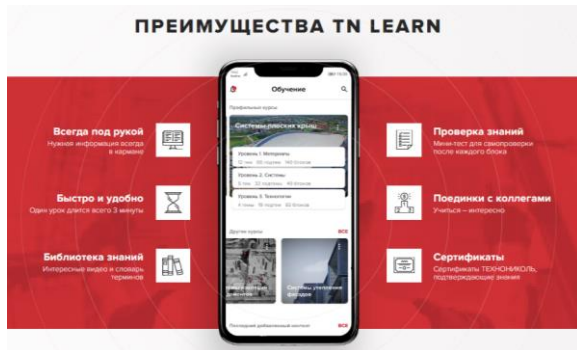 ПРЕИМУЩЕСТВА TN LEARN
Всегда под рукой
Нужная информация всегда
в кармане
Быстро и удобно
Один урок длится всего 3 минуты
Библиотека знаний
Интересные видео и словарь
терминов
Обучение
Профильные курсы
Системы плоских крыш
Уровень 1. Материалы
Уровень 2. Системы
Уровень 3. Технологии
Другие курсы
ВСЕ
Системы утепления
фасадов
Последний добавленный контент
ВСЕ
Проверка знаний
Мини-тест для самопроверки
после каждого блока
Поединки с коллегами
Учиться – интересно
Сертификаты
Сертификаты ТЕХНОНИКОЛЬ,
подтверждающие знания